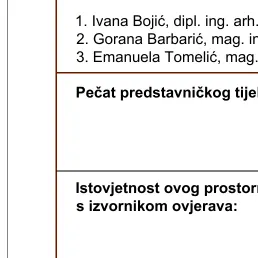 1. Ivana Bojić, dipl. ing. arh.
2. Gorana Barbarić, mag. in
3. Emanuela Tomelić, mag.
Pečat predstavničkog tije
Istovjetnost ovog prostor
s izvornikom ovjerava: